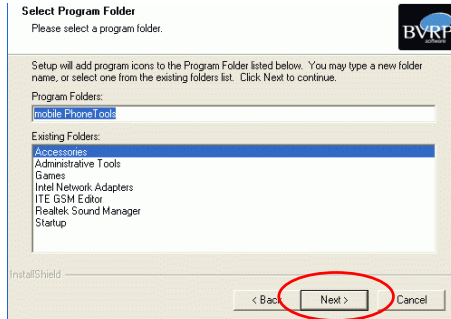 Select Program Folder
Please select a program folder.
BVRP
software
Setup will add program icons to the Program Folder listed below. You may type a new folder
name, or select one from the existing folders list. Click Next to continue.
Program Folders:
mobile PhoneTools
Existing Folders:
Accessories
Administrative Tools
Games
Intel Network Adapters
ITE GSM Editor
Realtek Sound Manager
Startup
InstallShield
< Back Next > Cancel